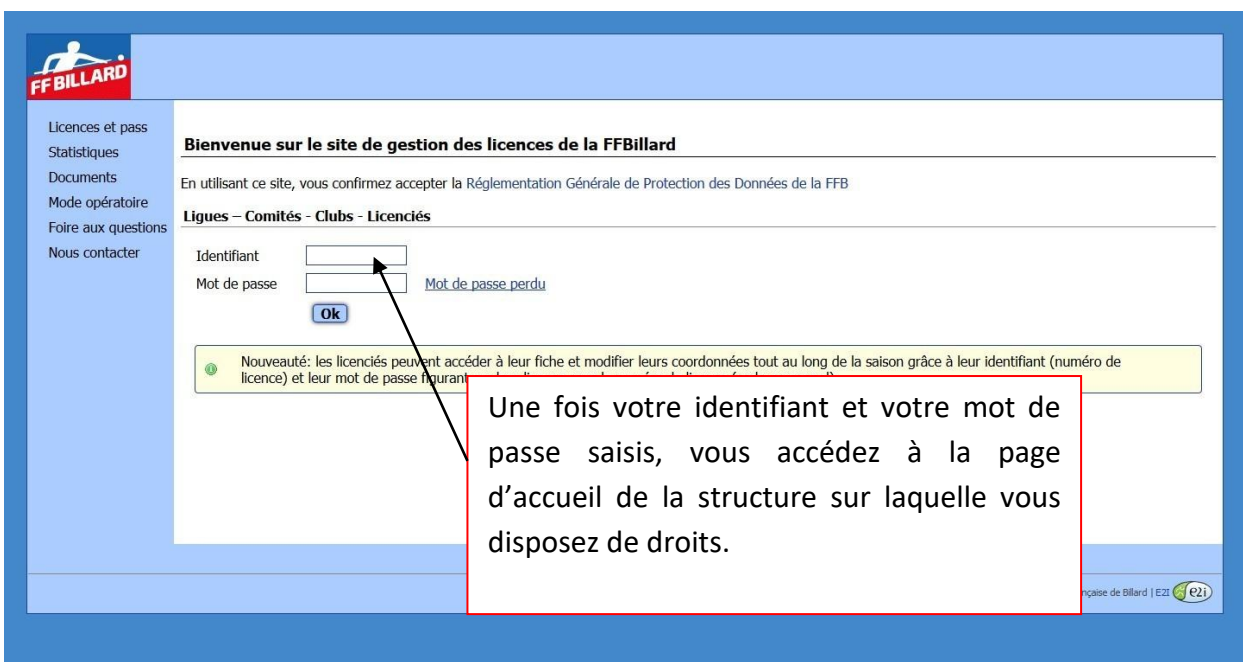 FFBILLARD
Licences et pass
Statistiques
Documents
Mode opératoire
Foire aux questions
Nous contacter
Bienvenue sur le site de gestion des licences de la FFBillard
En utilisant ce site, vous confirmez accepter la Réglementation Générale de Protection des Données de la FFB
Ligues – Comités - Clubs - Licenciés
Identifiant
Mot de passe
Mot de passe perdu
Ok
Nouveauté: les licenciés peuvent accéder à leur fiche et modifier leurs coordonnées tout au long de la saison grâce à leur identifiant (numéro de
licence) et leur mot de passe figurant
Une fois votre identifiant et votre mot de
passe saisis, vous accédez à la page
d'accueil de la structure sur laquelle vous
disposez de droits.
de Billard | E2I e2i